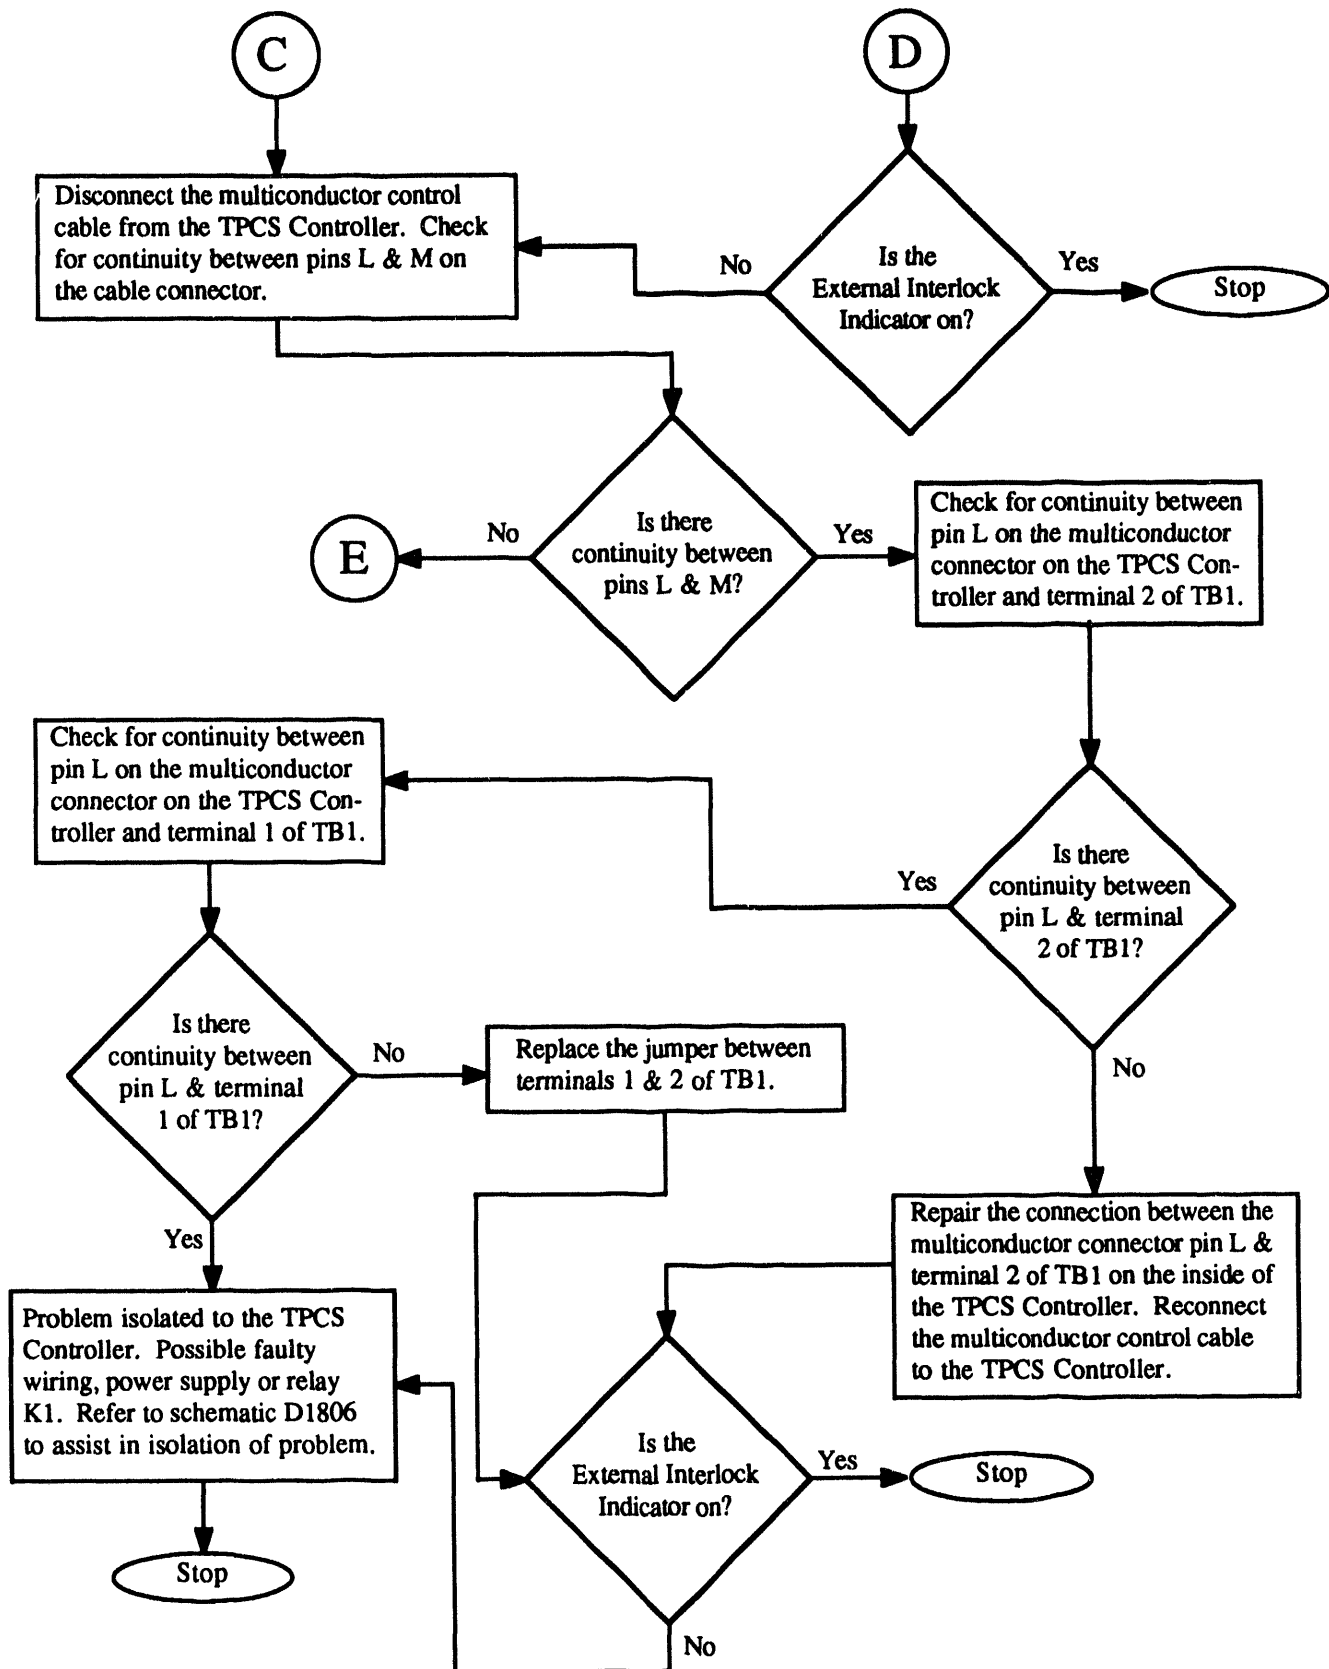 C
D
Disconnect the multiconductor control
cable from the TPCS Controller. Check
for continuity between pins L & M on
the cable connector.
No
Is the
External Interlock
Indicator on?
Yes
Stop
E
No
Is there
continuity between
pins L & M?
Yes
Check for continuity between
pin L on the multiconductor
connector on the TPCS Con-
troller and terminal 2 of TB1.
Check for continuity between
pin L on the multiconductor
connector on the TPCS Con-
troller and terminal 1 of TB1.
Yes
Is there
continuity between
pin L & terminal
2 of TB1?
No
Is there
continuity between
pin L & terminal
1 of TB1?
No
Replace the jumper between
terminals 1 & 2 of TB1.
Yes
Repair the connection between the
multiconductor connector pin L &
terminal 2 of TB1 on the inside of
the TPCS Controller. Reconnect
the multiconductor control cable
to the TPCS Controller.
Problem isolated to the TPCS
Controller. Possible faulty
wiring, power supply or relay
K1. Refer to schematic D1806
to assist in isolation of problem.
Is the
External Interlock
Indicator on?
Yes
Stop
Stop
No